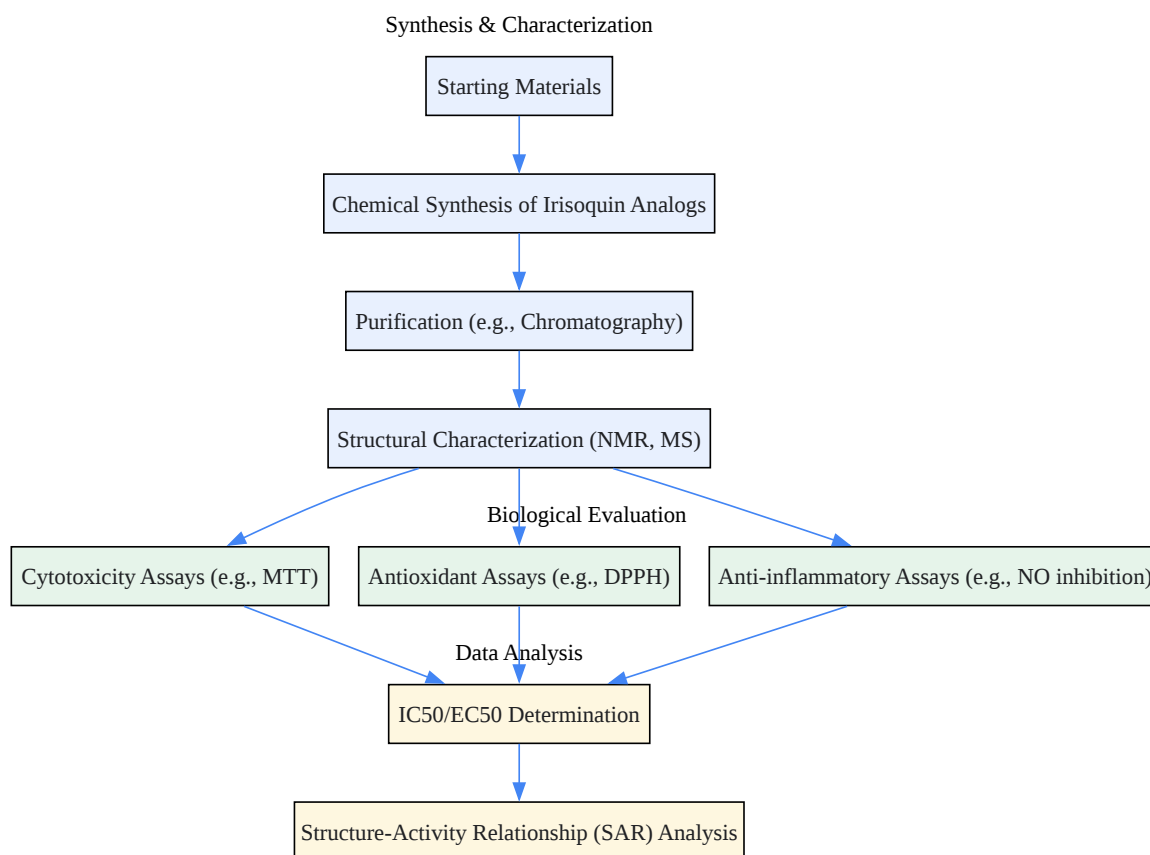 Synthesis & Characterization
Starting Materials
Chemical Synthesis of Irisoquin Analogs
Purification (e.g., Chromatography)
Structural Characterization (NMR, MS)
Biological Evaluation
Cytotoxicity Assays (e.g., MTT)
Antioxidant Assays (e.g., DPPH)
Anti-inflammatory Assays (e.g., NO inhibition)
Data Analysis
IC50/EC50 Determination
Structure-Activity Relationship (SAR) Analysis